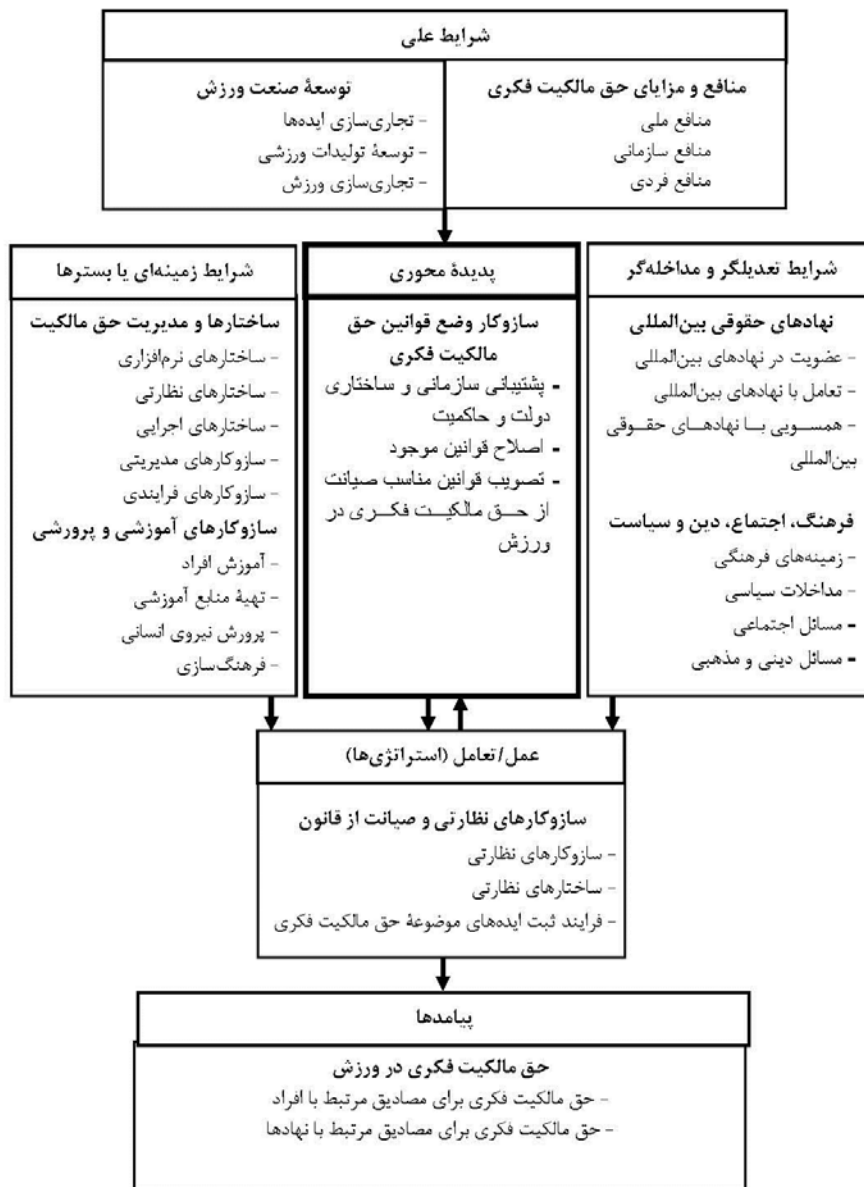 شرایط علی
منافع و مزایای حق مالکیت فکری
منافع ملی
منافع سازمانی
منافع فردی
توسعهٔ صنعت ورزش
- تجاری‌سازی ایده‌ها
- توسعهٔ تولیدات ورزشی
- تجاری‌سازی ورزش
شرایط تعدیلگر و مداخله‌گر
نهادهای حقوقی بین‌المللی
- عضویت در نهادهای بین‌المللی
- تعامل با نهادهای بین‌المللی
- همسویی با نهادهای حقوقی
بین‌المللی
فرهنگ، اجتماع، دین و سیاست
- زمینه‌های فرهنگی
- مداخلات سیاسی
- مسائل اجتماعی
- مسائل دینی و مذهبی
پدیدهٔ محوری
سازوکار وضع قوانین حق
مالکیت فکری
- پشتیبانی سازمانی و ساختاری
دولت و حاکمیت
- اصلاح قوانین موجود
- تصویب قوانین مناسب صیانت
از حق مالکیت فکری در
ورزش
شرایط زمینه‌ای یا بسترها
ساختارها و مدیریت حق مالکیت
- ساختارهای نرم‌افزاری
- ساختارهای نظارتی
- ساختارهای اجرایی
- سازوکارهای مدیریتی
- سازوکارهای فرایندی
سازوکارهای آموزشی و پرورشی
- آموزش افراد
- تهیهٔ منابع آموزشی
- پرورش نیروی انسانی
- فرهنگ‌سازی
عمل/تعامل (استراتژی‌ها)
سازوکارهای نظارتی و صیانت از قانون
- سازوکارهای نظارتی
- ساختارهای نظارتی
- فرایند ثبت ایده‌های موضوعهٔ حق مالکیت فکری
پیامدها
حق مالکیت فکری در ورزش
- حق مالکیت فکری برای مصادیق مرتبط با افراد
- حق مالکیت فکری برای مصادیق مرتبط با نهادها